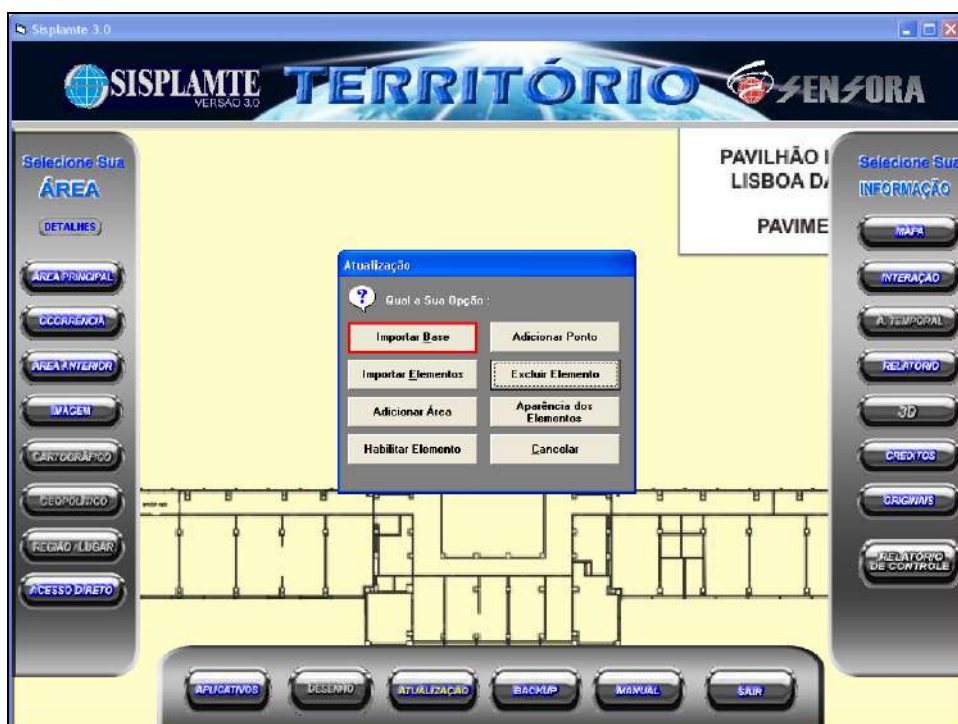 Sisplamte 3.0
SISPLAMTE
VERSÃO 3.0
TERRITÓRIO
SENSORA
Selecione Sua
ÁREA
DETALHES
ÁREA PRINCIPAL
OCORRÊNCIA
ÁREA ANTERIOR
IMAGEM
CARTOGRÁFICO
GEOPOLÍTICO
REGIÃO / LUGAR
ACESSO DIRETO
PAVILHÃO
LISBOA DA
PAVIME
Atualização
Qual a Sua Opção :
Importar Base
Adicionar Ponto
Importar Elementos
Excluir Elemento
Adicionar Área
Aparência dos
Elementos
Habilitar Elemento
Cancelar
Selecione Sua
INFORMAÇÃO
MAPA
INTERAÇÃO
A. TEMPORAL
RELATÓRIO
3D
CREDITOS
ORIGINAIS
RELATÓRIO
DE CONTROLE
APLICATIVOS
DESENHO
ATUALIZAÇÃO
BACKUP
MANUAL
SAIR